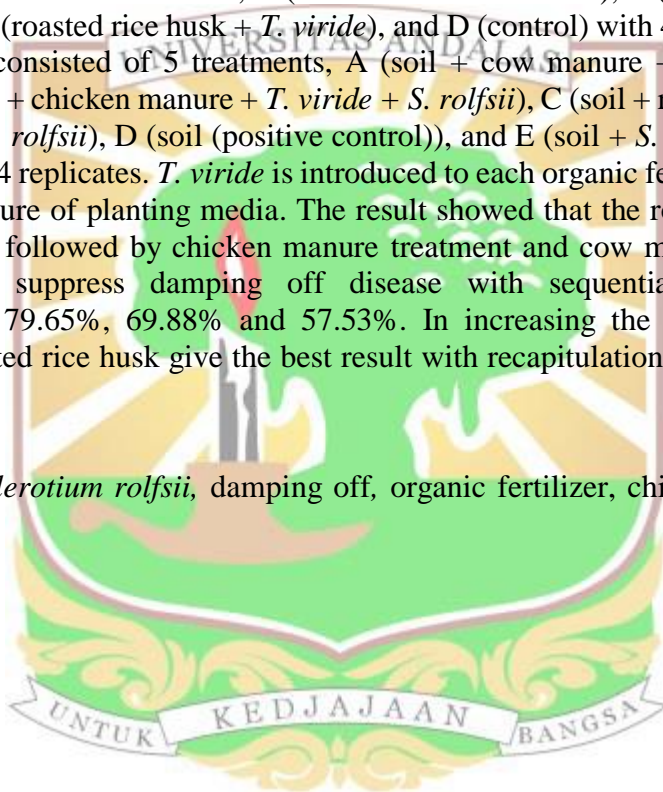 (roasted rice husk + T. viride), and D (control) with 4
consisted of 5 treatments, A (soil + cow manure +
UNIVERSITAS ANDALAS
+ chicken manure + T. viride + S. rolfsii), C (soil +
rolfsii), D (soil (positive control)), and E (soil + S.
4 replicates. T. viride is introduced to each organic
ure of planting media. The result showed that the
followed by chicken manure treatment and cow
suppress damping off disease with
79.65%, 69.88% and 57.53%. In increasing the
ted rice husk give the best result with recapitulation
lerotium rolfsii, damping off, organic fertilizer,
UNTUK KEDJAJAAN BANGSA